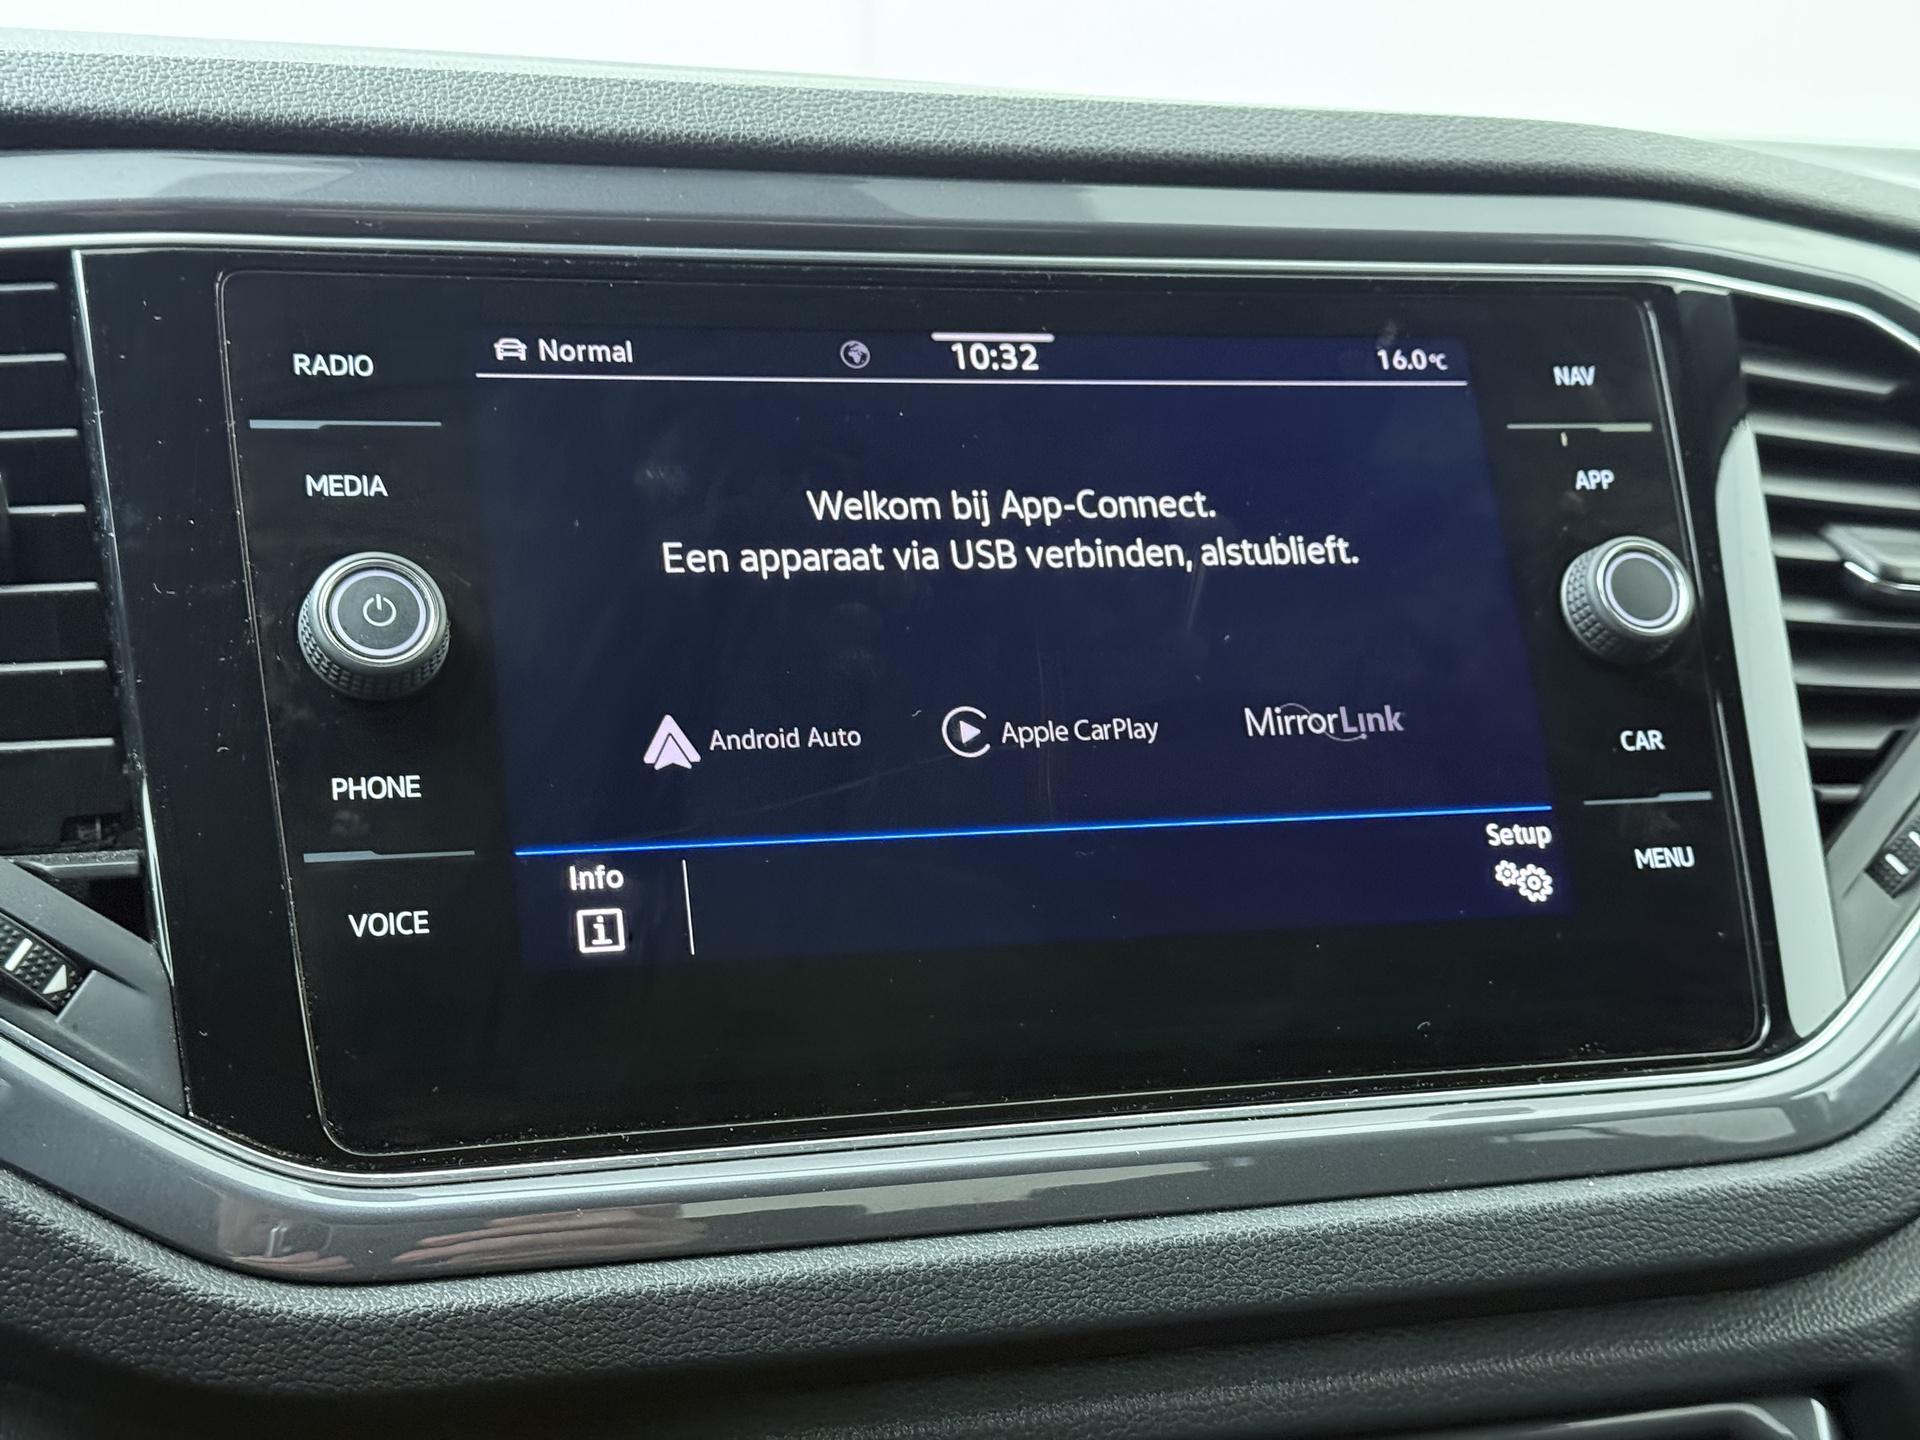 RADIO
MEDIA
PHONE
VOICE
Normal
10:32
16.0°C
Welkom bij App-Connect.
Een apparaat via USB verbinden, alstublieft.
Android Auto
Apple CarPlay
MirrorLink
Info
i
Setup
NAV
APP
CAR
MENU